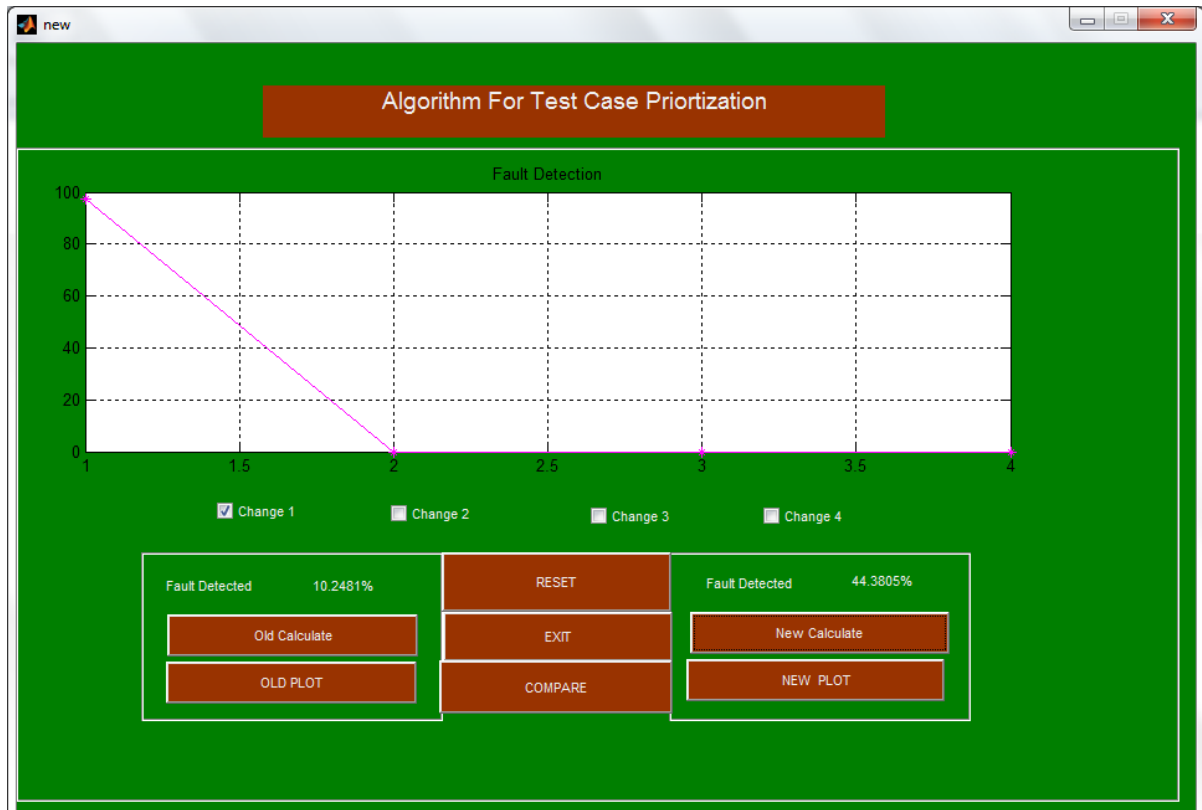 new
Algorithm For Test Case Priortization
Fault Detection
100
80
60
40
20
0
1 1.5 2 2.5 3 3.5 4
Change 1 Change 2 Change 3 Change 4
Fault Detected 10.2481%
Old Calculate
OLD PLOT
RESET
EXIT
COMPARE
Fault Detected 44.3805%
New Calculate
NEW PLOT